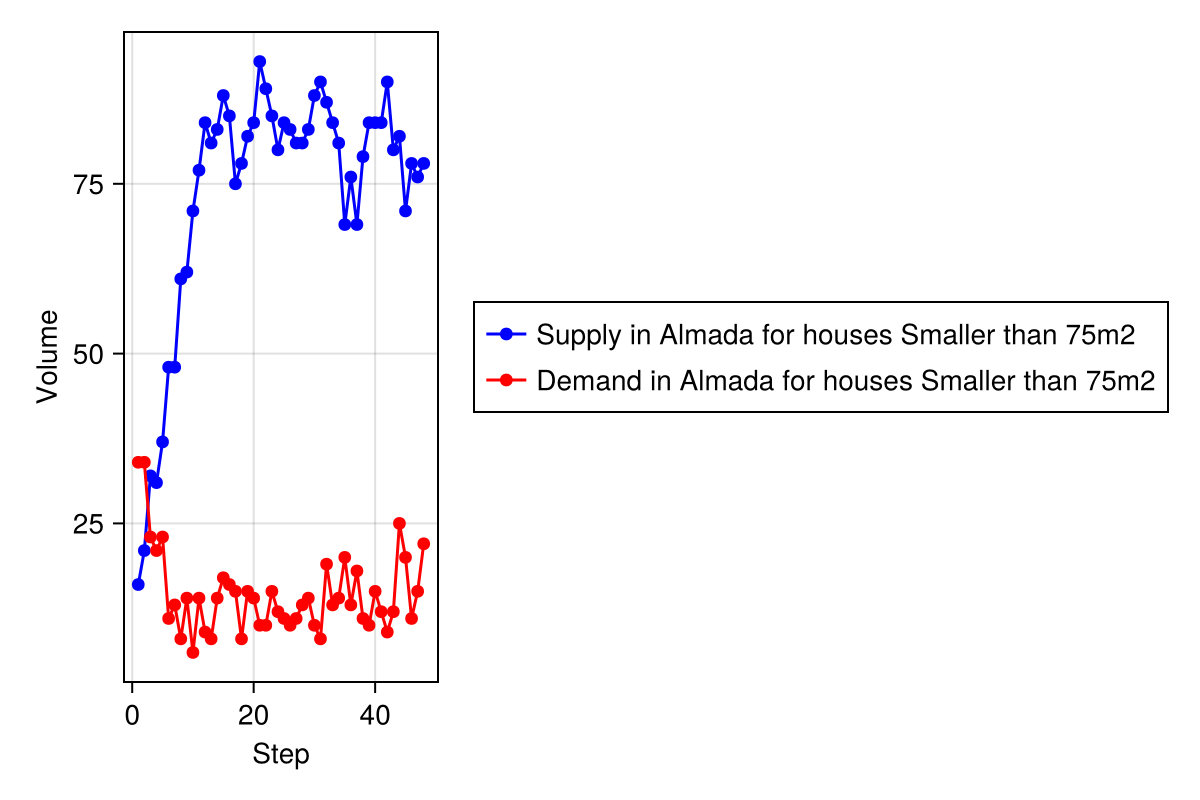 75
50
25
Volume
0 20 40
Step
Supply in Almada for houses Smaller than 75m2
Demand in Almada for houses Smaller than 75m2